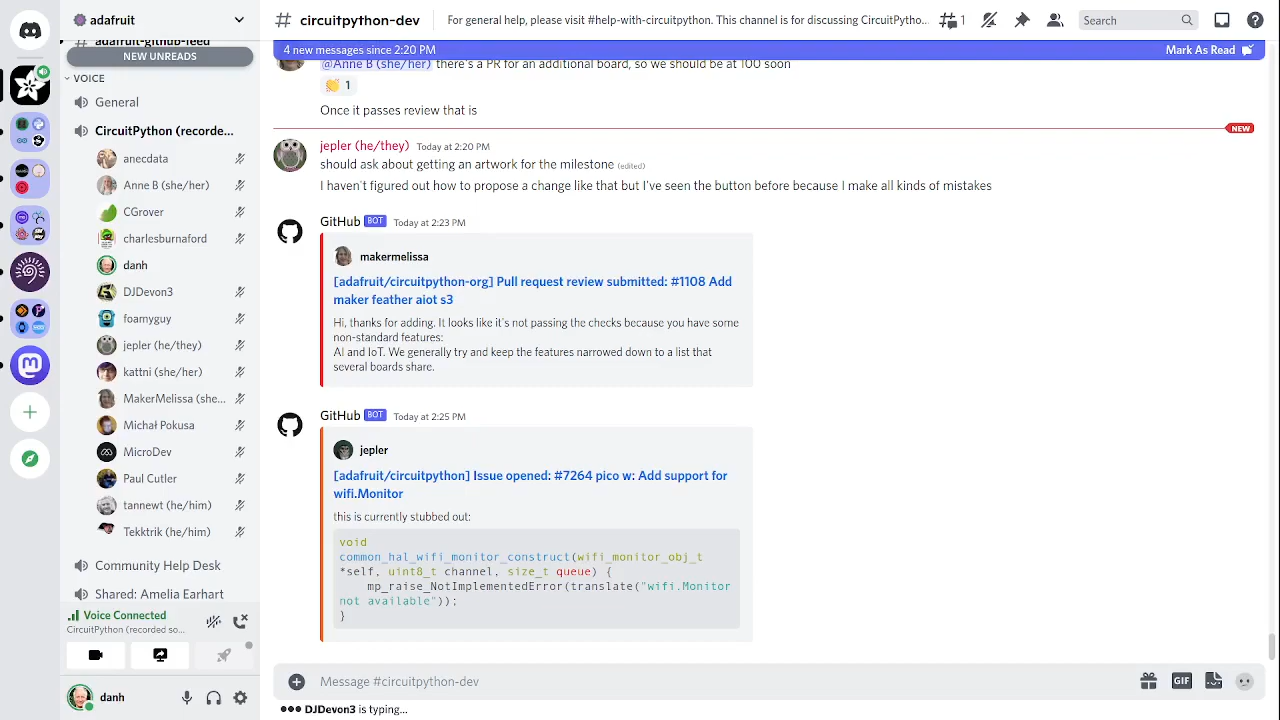 adafruit
# circuitpython-dev
For general help, please visit #help-with-circuitpython. This channel is for discussing CircuitPytho...
1
Search
adafruit-github-feed
NEW UNREADS
VOICE
General
CircuitPython (recorde...
anecdata
Anne B (she/her)
CGrover
charlesburnaford
danh
DJDevon3
foamyguy
jepler (he/they)
kattni (she/her)
MakerMelissa (she...
Michał Pokusa
MicroDev
Paul Cutler
tannewt (he/him)
Tekktrik (he/him)
Community Help Desk
Shared: Amelia Earhart
Voice Connected
CircuitPython (recorded so...
danh
4 new messages since 2:20 PM
Mark As Read
@Anne B (she/her) there's a PR for an additional board, so we should be at 100 soon
1
Once it passes review that is
NEW
jepler (he/they) Today at 2:20 PM
should ask about getting an artwork for the milestone (edited)
I haven't figured out how to propose a change like that but I've seen the button before because I make all kinds of mistakes
GitHub BOT Today at 2:23 PM
makermelissa
[adafruit/circuitpython-org] Pull request review submitted: #1108 Add
maker feather aiot s3
Hi, thanks for adding. It looks like it's not passing the checks because you have some
non-standard features:
AI and IoT. We generally try and keep the features narrowed down to a list that
several boards share.
GitHub BOT Today at 2:25 PM
jepler
[adafruit/circuitpython] Issue opened: #7264 pico w: Add support for
wifi.Monitor
this is currently stubbed out:
void
common_hal_wifi_monitor_construct(wifi_monitor_obj_t
*self, uint8_t channel, size_t queue) {
mp_raise_NotImplementedError(translate("wifi.Monitor
not available"));
}
Message #circuitpython-dev
GIF
DJDevon3 is typing...